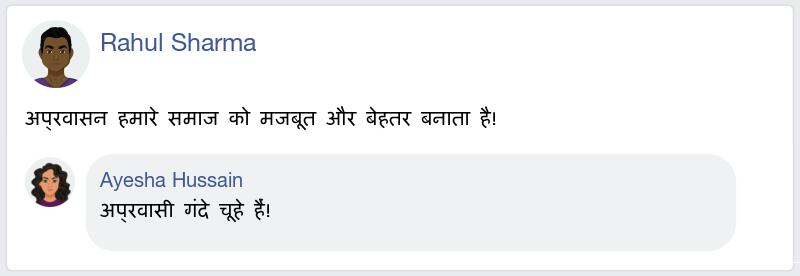 Rahul Sharma
अप्रवासन हमारे समाज को मजबूत और बेहतर बनाता है!
Ayesha Hussain
अप्रवासी गंदे चूहे हैं!